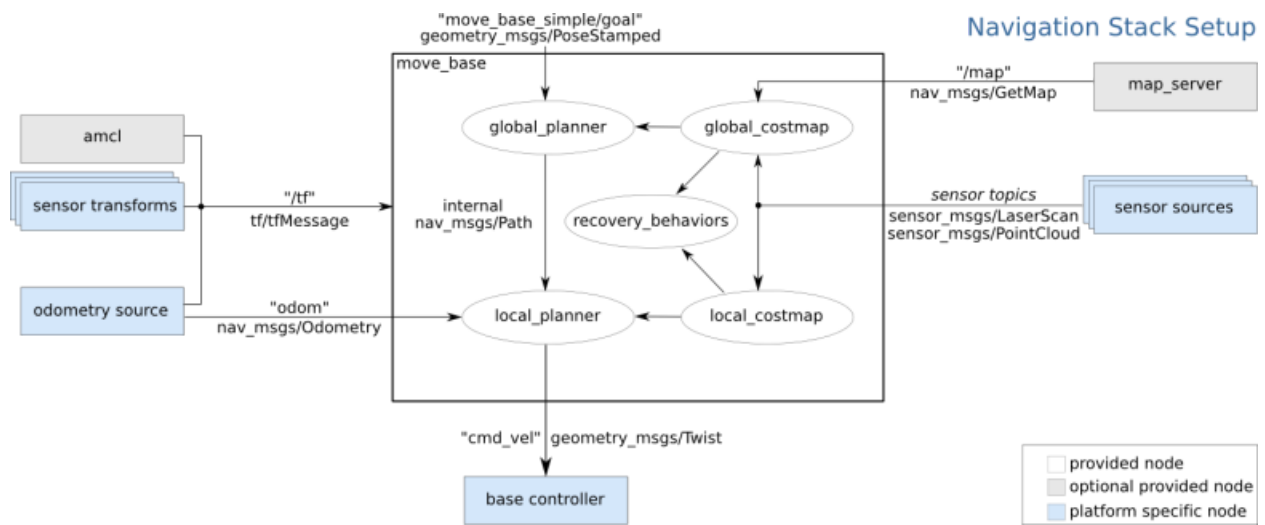 Navigation Stack Setup
"move_base_simple/goal"
geometry_msgs/PoseStamped
move_base
"/map"
nav_msgs/GetMap
map_server
amcl
global_planner
global_costmap
sensor transforms
"/tf"
tf/tfMessage
internal
nav_msgs/Path
recovery_behaviors
sensor topics
sensor_msgs/LaserScan
sensor_msgs/PointCloud
sensor sources
odometry source
"odom"
nav_msgs/Odometry
local_planner
local_costmap
"cmd_vel" geometry_msgs/Twist
base controller
provided node
optional provided node
platform specific node